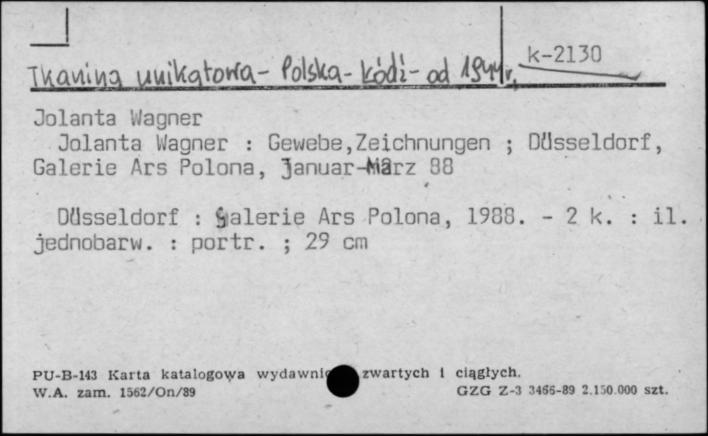 k-2130
Tkanina unikatowa - Polska - Łódź - od 1944 r.
Jolanta Wagner
Jolanta Wagner : Gewebe,Zeichnungen ; Düsseldorf,
Galerie Ars Polona, Januar-März 88
Düsseldorf : Galerie Ars Polona, 1988. - 2 k. : il.
jednobarw. : portr. ; 29 cm
PU-B-143 Karta katalogowa wydawnic zwartych i ciągłych.
W.A. zam. 1562/On/89 GZG Z-3 3466-89 2.150.000 szt.